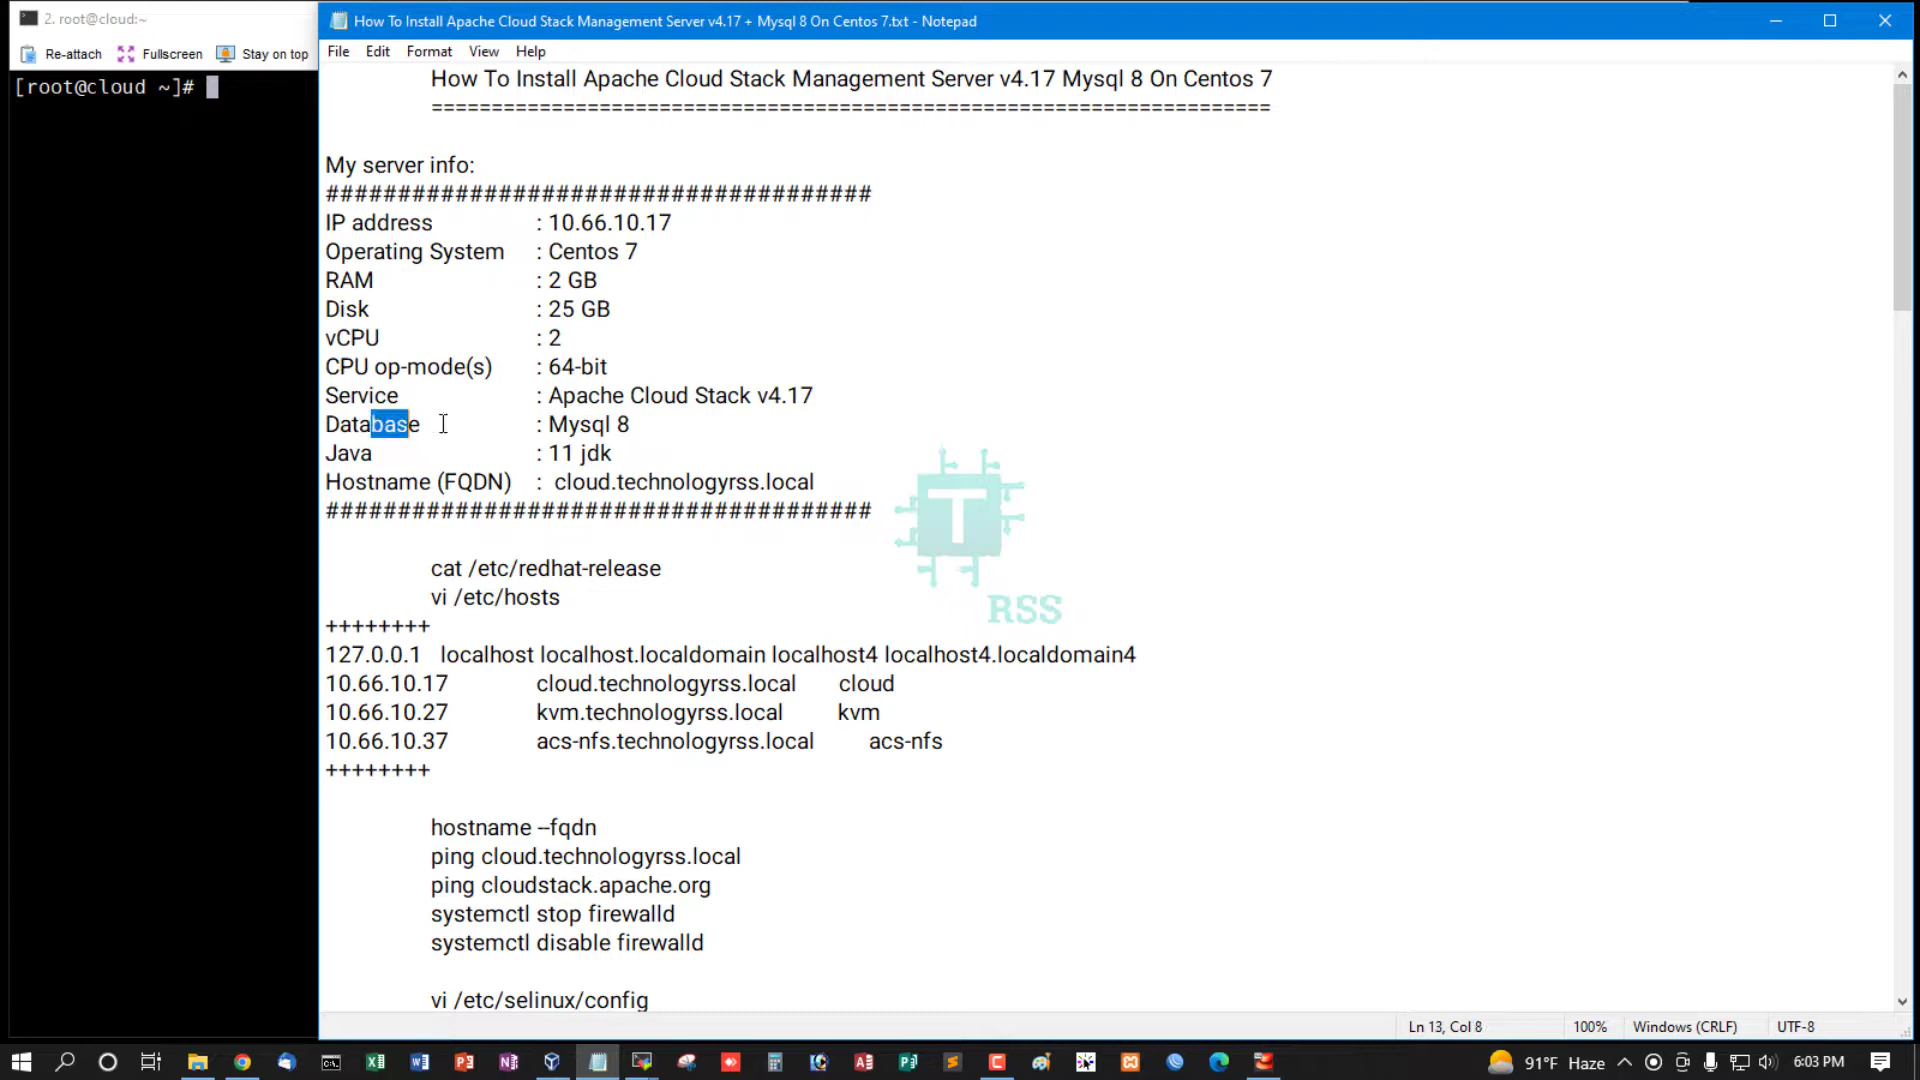 2. root@cloud:~
Re-attach Fullscreen Stay on top
[root@cloud ~]#
How To Install Apache Cloud Stack Management Server v4.17 + Mysql 8 On Centos 7.txt - Notepad
File Edit Format View Help
How To Install Apache Cloud Stack Management Server v4.17 Mysql 8 On Centos 7
======================================================================
My server info:
#######################################
IP address : 10.66.10.17
Operating System : Centos 7
RAM : 2 GB
Disk : 25 GB
vCPU : 2
CPU op-mode(s) : 64-bit
Service : Apache Cloud Stack v4.17
Database : Mysql 8
Java : 11 jdk
Hostname (FQDN) : cloud.technologyrss.local
#######################################
cat /etc/redhat-release
vi /etc/hosts
++++++++
127.0.0.1 localhost localhost.localdomain localhost4 localhost4.localdomain4
10.66.10.17 cloud.technologyrss.local cloud
10.66.10.27 kvm.technologyrss.local kvm
10.66.10.37 acs-nfs.technologyrss.local acs-nfs
++++++++
hostname --fqdn
ping cloud.technologyrss.local
ping cloudstack.apache.org
systemctl stop firewalld
systemctl disable firewalld
vi /etc/selinux/config
T
RSS
Ln 13, Col 8 100% Windows (CRLF) UTF-8
91°F Haze 6:03 PM